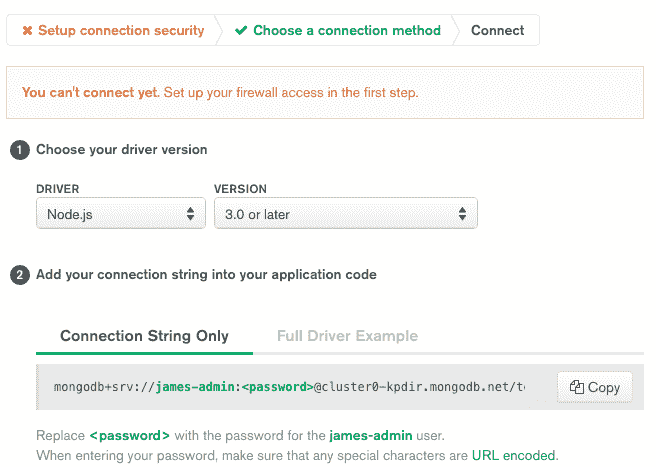 Setup connection security Choose a connection method Connect
You can't connect yet. Set up your firewall access in the first step.
1 Choose your driver version
DRIVER VERSION
Node.js 3.0 or later
2 Add your connection string into your application code
Connection String Only Full Driver Example
mongodb+srv://james-admin:<password>@cluster0-kpdir.mongodb.net/te Copy
Replace <password> with the password for the james-admin user.
When entering your password, make sure that any special characters are URL encoded.